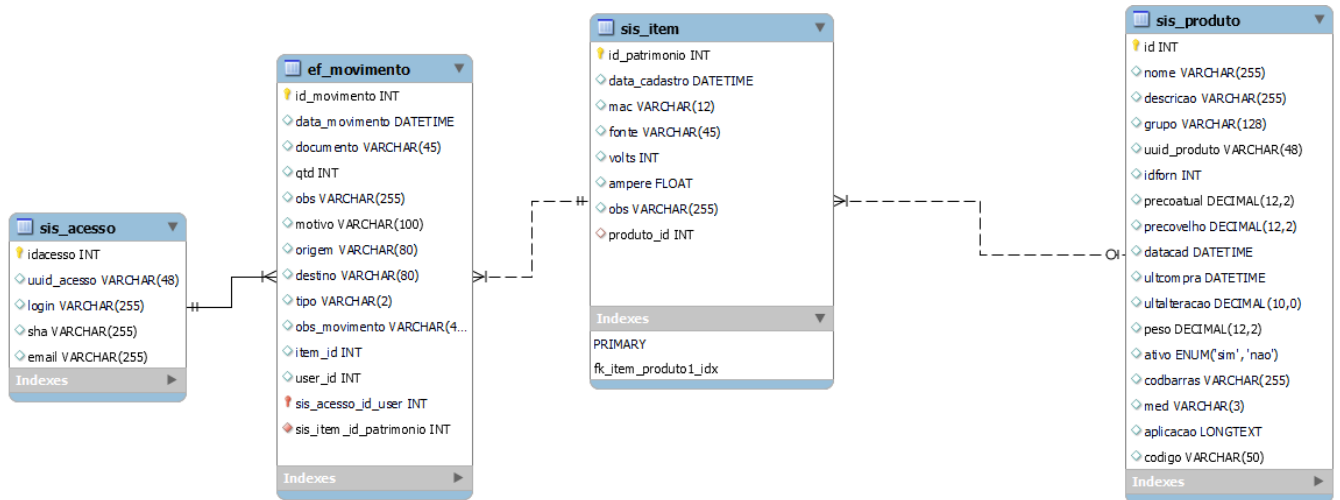 sis_acesso
idacesso INT
uuid_acesso VARCHAR(48)
login VARCHAR(255)
sha VARCHAR(255)
email VARCHAR(255)
Indexes
ef_movimento
id_movimento INT
data_movimento DATETIME
documento VARCHAR(45)
qtd INT
obs VARCHAR(255)
motivo VARCHAR(100)
origem VARCHAR(80)
destino VARCHAR(80)
tipo VARCHAR(2)
obs_movimento VARCHAR(4...
item_id INT
user_id INT
sis_acesso_id_user INT
sis_item_id_patrimonio INT
Indexes
sis_item
id_patrimonio INT
data_cadastro DATETIME
mac VARCHAR(12)
fonte VARCHAR(45)
volts INT
ampere FLOAT
obs VARCHAR(255)
produto_id INT
Indexes
PRIMARY
fk_item_produto1_idx
sis_produto
id INT
nome VARCHAR(255)
descricao VARCHAR(255)
grupo VARCHAR(128)
uuid_produto VARCHAR(48)
idforn INT
precoatual DECIMAL(12,2)
precovelho DECIMAL(12,2)
datacad DATETIME
ultcompra DATETIME
ultalteracao DECIMAL(10,0)
peso DECIMAL(12,2)
ativo ENUM('sim','nao')
codbarras VARCHAR(255)
med VARCHAR(3)
aplicacao LONGTEXT
codigo VARCHAR(50)
Indexes